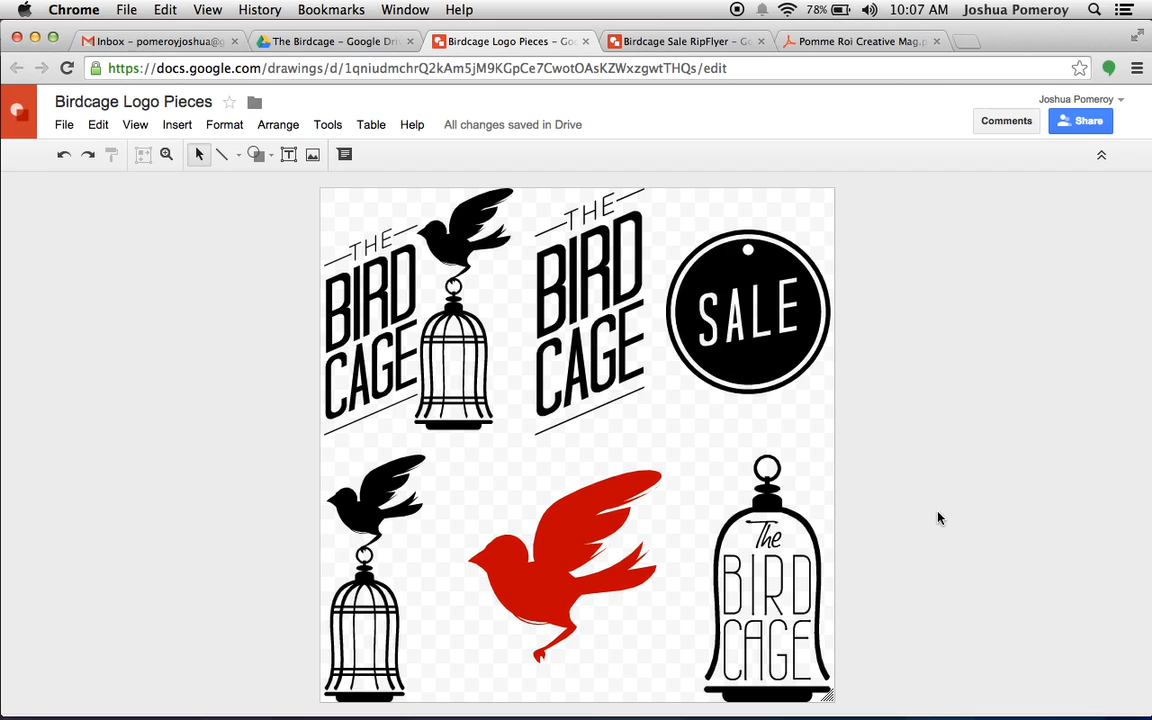 Chrome File Edit View History Bookmarks Window Help 78% 10:07 AM Joshua Pomeroy
Inbox - pomeroyjoshua@g
The Birdcage - Google Dri
Birdcage Logo Pieces - Goo
Birdcage Sale RipFlyer - Go
Pomme Roi Creative Mag.p
https://docs.google.com/drawings/d/1qniudmchrQ2kAm5jM9KGpCe7CwotOAsKZWxzgwtTHQs/edit
Birdcage Logo Pieces
Joshua Pomeroy
File Edit View Insert Format Arrange Tools Table Help All changes saved in Drive
Comments
Share
THE
BIRD
CAGE
THE
BIRD
CAGE
SALE
The
BIRD
CAGE